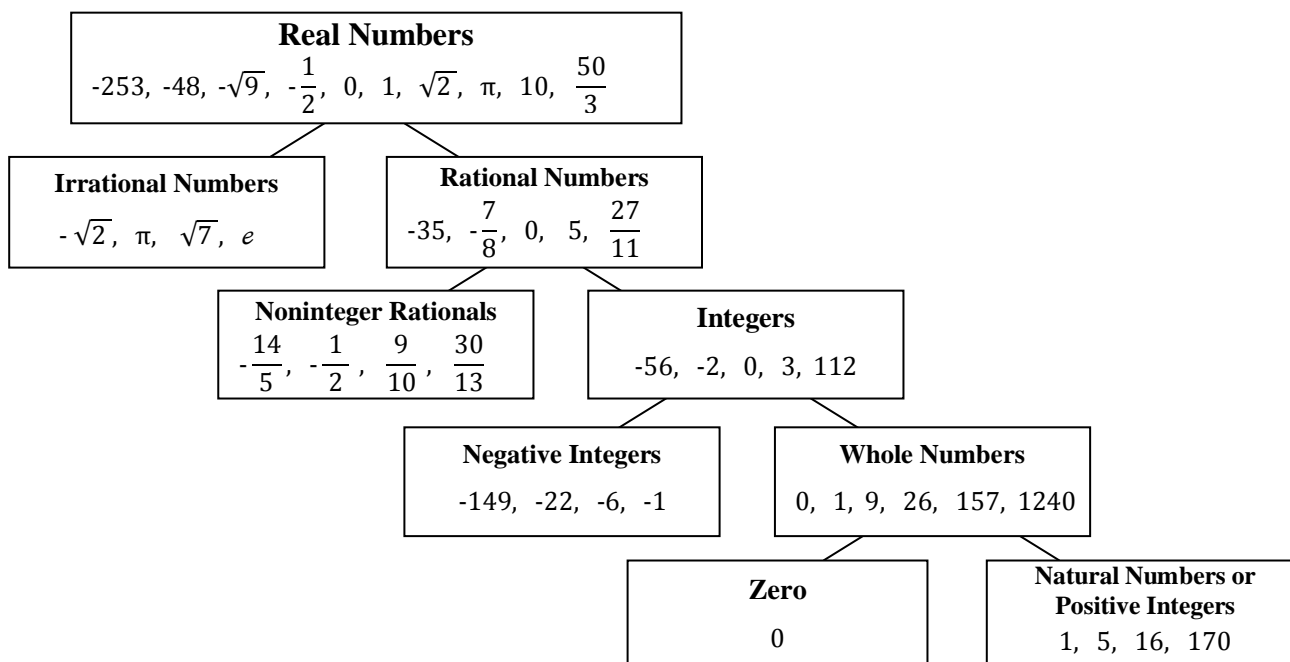 Real Numbers
-253, -48, -√9, -1/2, 0, 1, √2, π, 10, 50/3
Irrational Numbers
-√2, π, √7, e
Rational Numbers
-35, -7/8, 0, 5, 27/11
Noninteger Rationals
-14/5, -1/2, 9/10, 30/13
Integers
-56, -2, 0, 3, 112
Negative Integers
-149, -22, -6, -1
Whole Numbers
0, 1, 9, 26, 157, 1240
Zero
0
Natural Numbers or
Positive Integers
1, 5, 16, 170